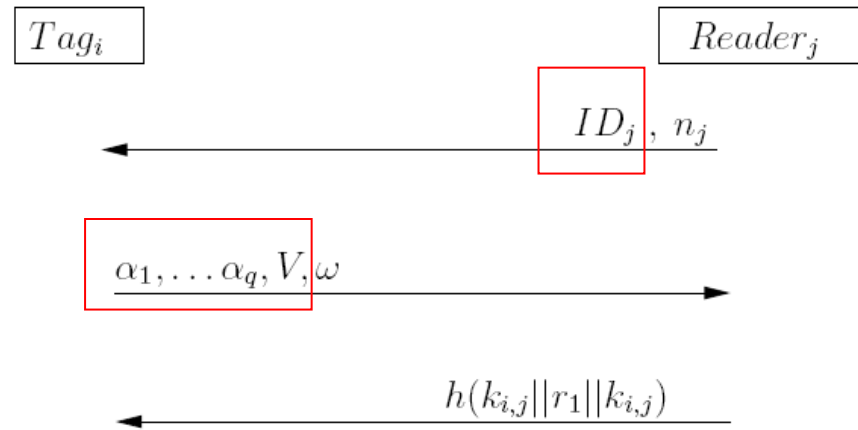 Tag_i Reader_j
ID_j , n_j
α_1, … α_q, V, ω
h(k_{i,j}||r_1||k_{i,j})